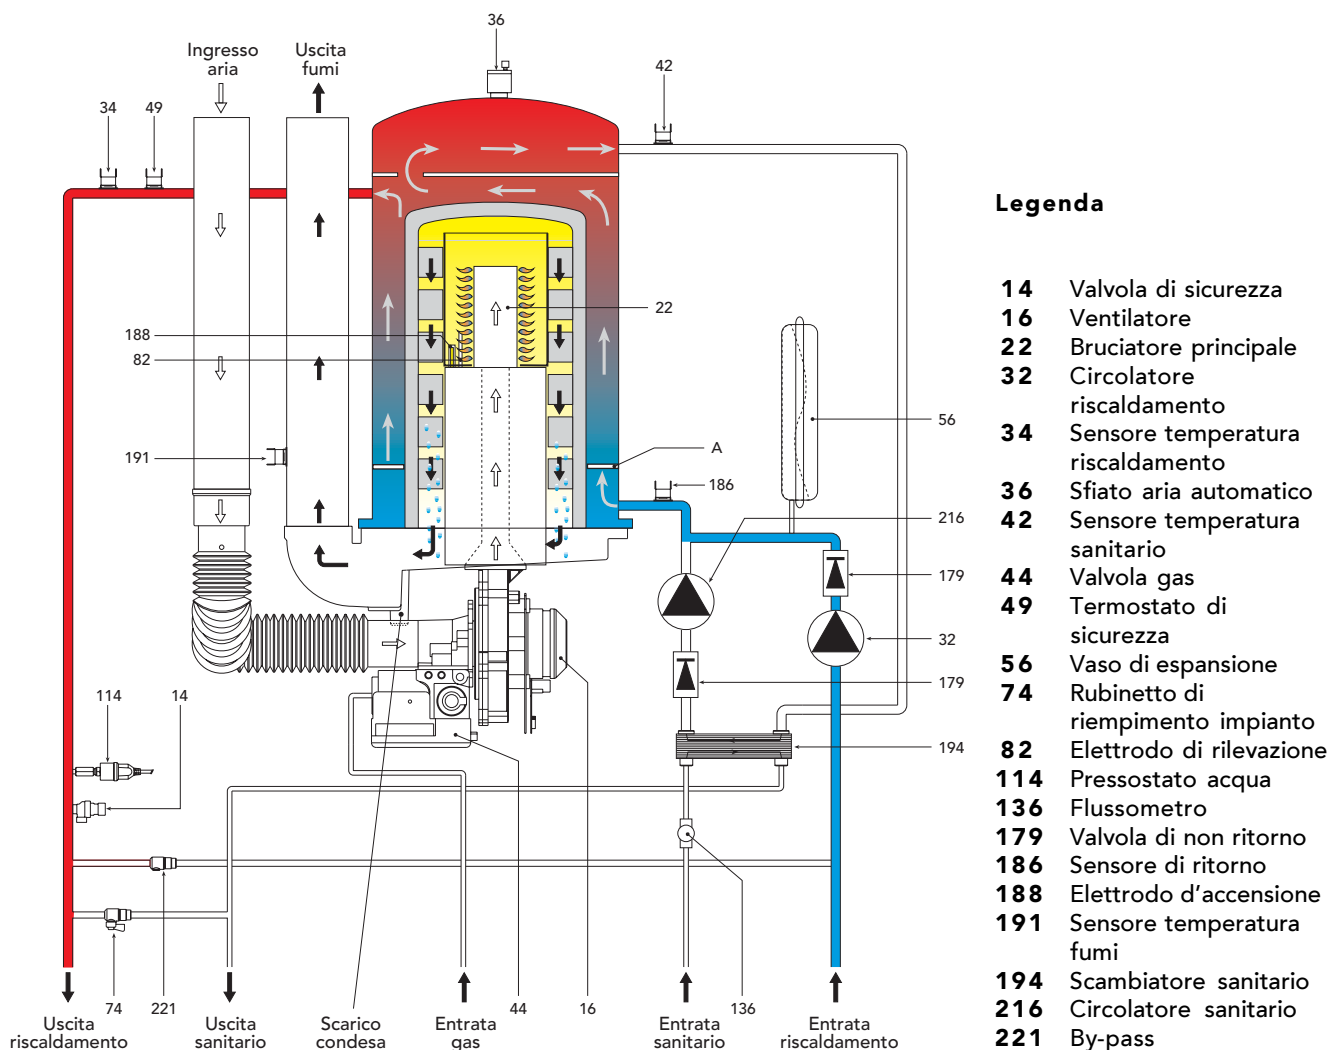 36
Ingresso
aria
Uscita
fumi
42
34
49
188
82
22
191
56
A
186
216
179
32
179
194
114
14
74
221
44
16
136
Uscita
riscaldamento
Uscita
sanitario
Scarico
condesa
Entrata
gas
Entrata
sanitario
Entrata
riscaldamento
Legenda
14 Valvola di sicurezza
16 Ventilatore
22 Bruciatore principale
32 Circolatore
riscaldamento
34 Sensore temperatura
riscaldamento
36 Sfiato aria automatico
42 Sensore temperatura
sanitario
44 Valvola gas
49 Termostato di
sicurezza
56 Vaso di espansione
74 Rubinetto di
riempimento impianto
82 Elettrodo di rilevazione
114 Pressostato acqua
136 Flussometro
179 Valvola di non ritorno
186 Sensore di ritorno
188 Elettrodo d'accensione
191 Sensore temperatura
fumi
194 Scambiatore sanitario
216 Circolatore sanitario
221 By-pass